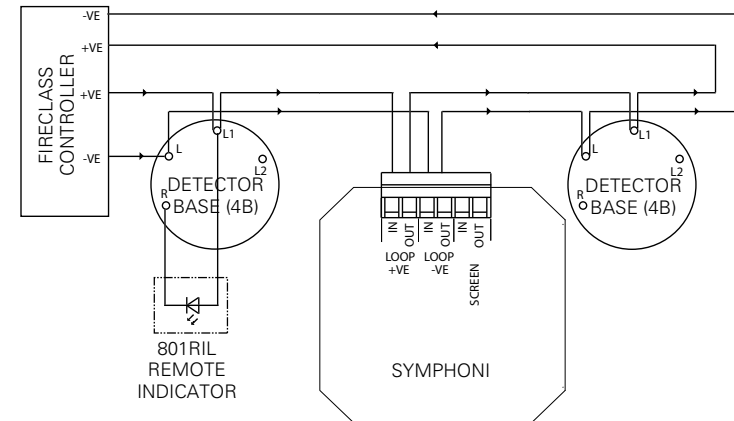 -VE
+VE
+VE
-VE
FIRECLASS
CONTROLLER
L
L1
L2
R
DETECTOR
BASE (4B)
801RIL
REMOTE
INDICATOR
IN
OUT
IN
OUT
IN
OUT
LOOP
+VE
LOOP
-VE
SCREEN
SYMPHONI
L
L1
L2
R
DETECTOR
BASE (4B)